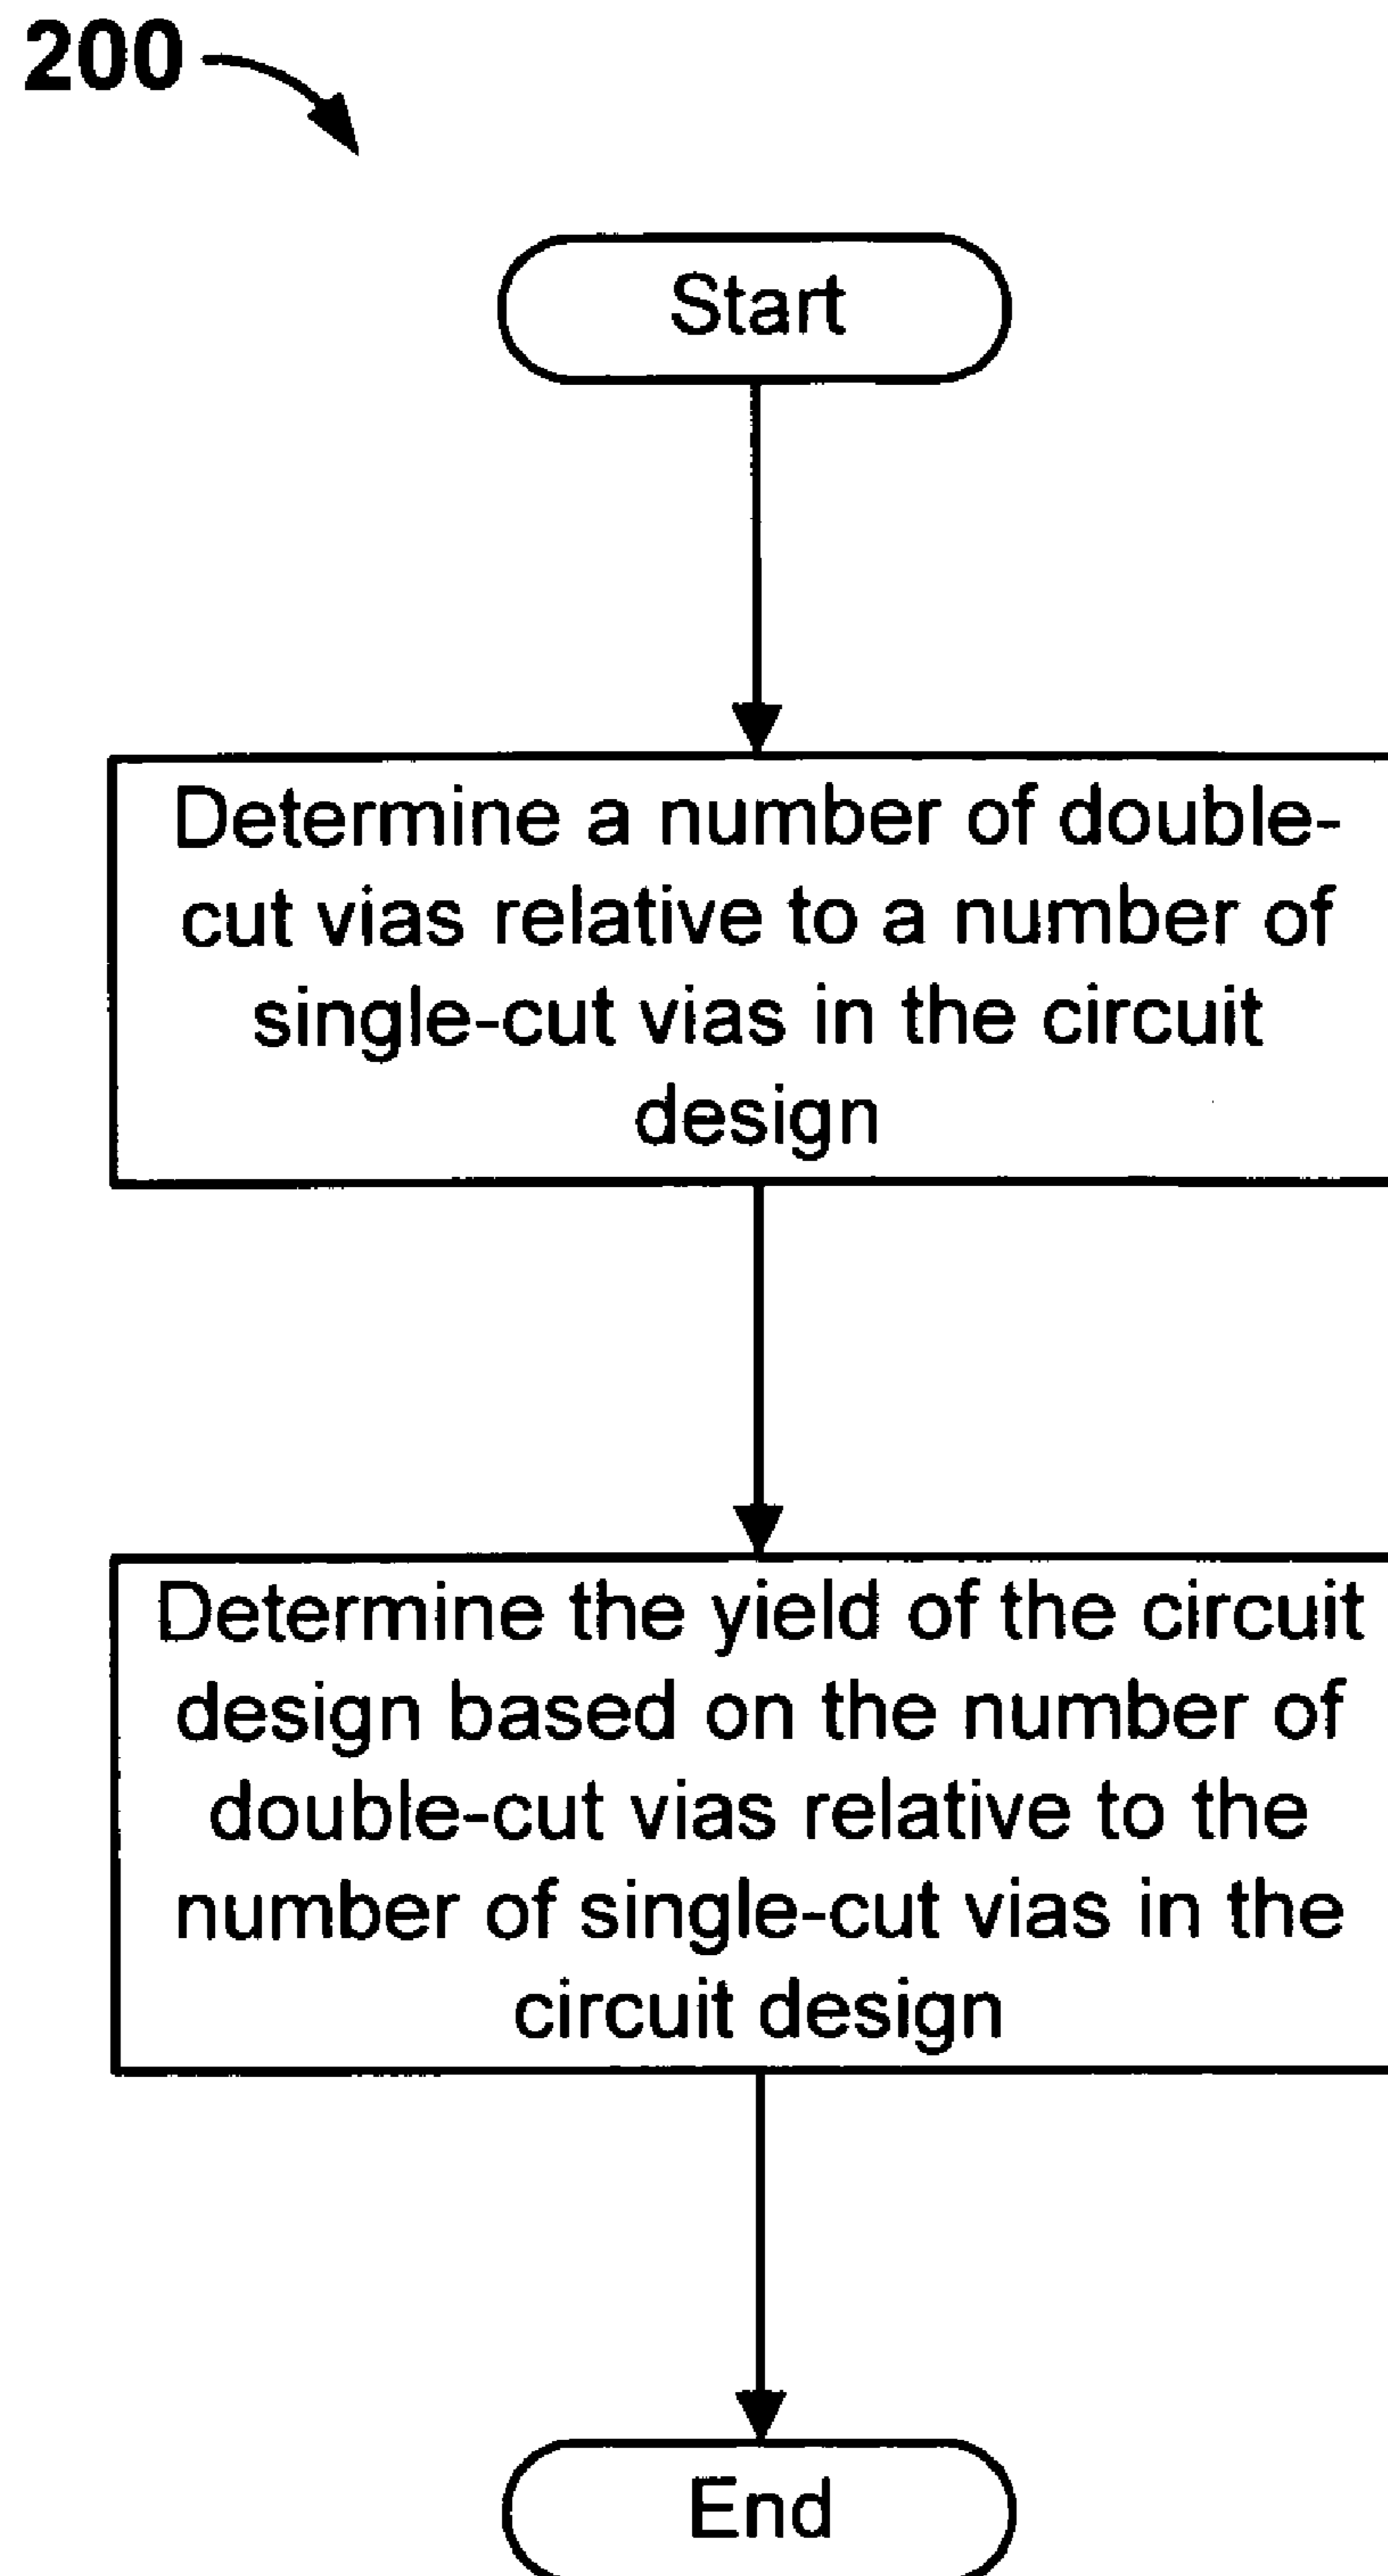 200
Start
Determine a number of double-
cut vias relative to a number of
single-cut vias in the circuit
design
Determine the yield of the circuit
design based on the number of
double-cut vias relative to the
number of single-cut vias in the
circuit design
End